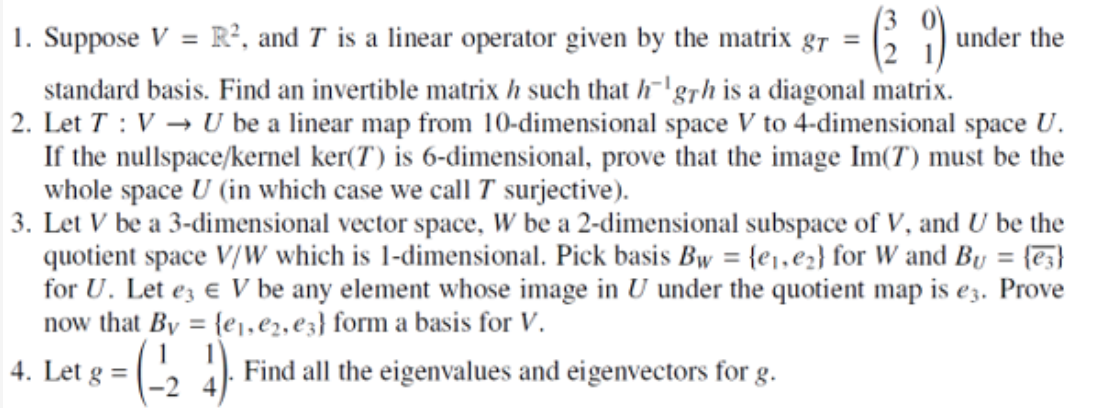 1. Suppose V = ℝ², and T is a linear operator given by the matrix g_T = (3 0; 2 1) under the
standard basis. Find an invertible matrix h such that h⁻¹g_T h is a diagonal matrix.
2. Let T : V → U be a linear map from 10-dimensional space V to 4-dimensional space U.
If the nullspace/kernel ker(T) is 6-dimensional, prove that the image Im(T) must be the
whole space U (in which case we call T surjective).
3. Let V be a 3-dimensional vector space, W be a 2-dimensional subspace of V, and U be the
quotient space V/W which is 1-dimensional. Pick basis B_W = {e₁, e₂} for W and B_U = {e̅₃}
for U. Let e₃ ∈ V be any element whose image in U under the quotient map is e₃. Prove
now that B_V = {e₁, e₂, e₃} form a basis for V.
4. Let g = (1 1; −2 4). Find all the eigenvalues and eigenvectors for g.